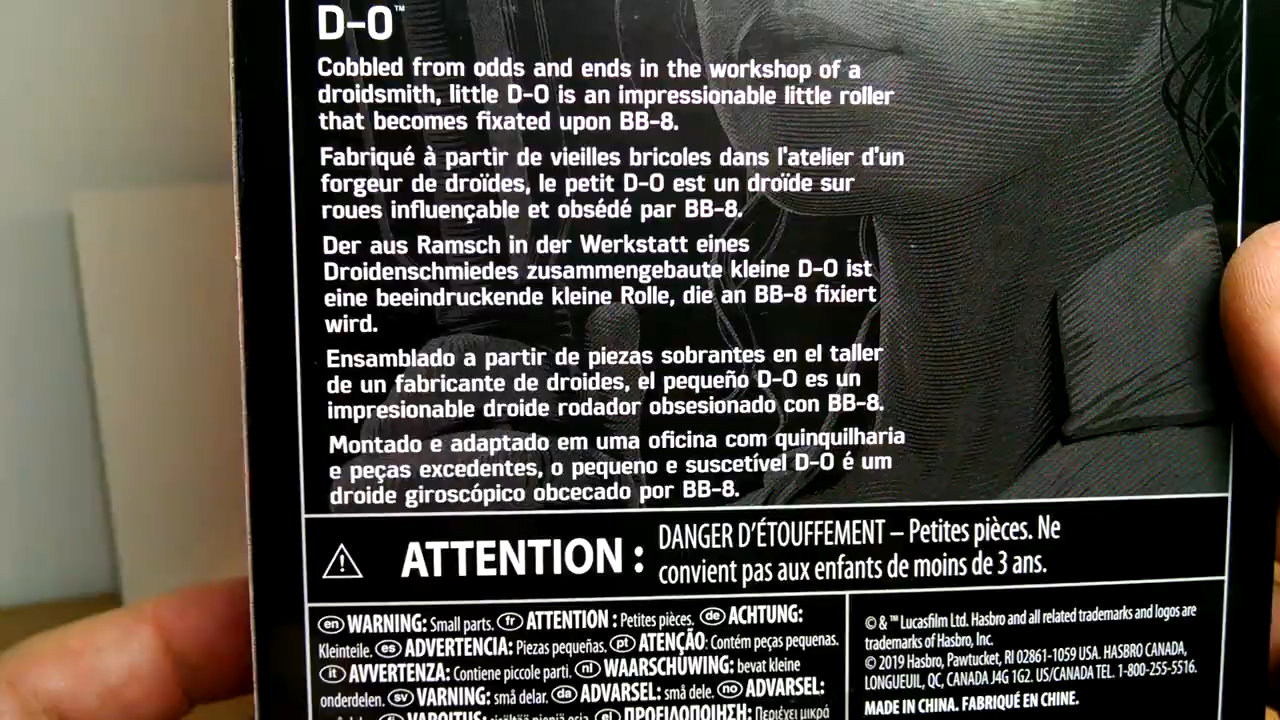 D-O™
Cobbled from odds and ends in the workshop of a
droidsmith, little D-O is an impressionable little roller
that becomes fixated upon BB-8.
Fabriqué à partir de vieilles bricoles dans l'atelier d'un
forgeur de droïdes, le petit D-O est un droïde sur
roues influençable et obsédé par BB-8.
Der aus Ramsch in der Werkstatt eines
Droidenschmiedes zusammengebaute kleine D-O ist
eine beeindruckende kleine Rolle, die an BB-8 fixiert
wird.
Ensamblado a partir de piezas sobrantes en el taller
de un fabricante de droides, el pequeño D-O es un
impresionable droide rodador obsesionado con BB-8.
Montado e adaptado em uma oficina com quinquilharia
e peças excedentes, o pequeno e suscetível D-O é um
droide giroscópico obcecado por BB-8.
ATTENTION : DANGER D'ÉTOUFFEMENT – Petites pièces. Ne
convient pas aux enfants de moins de 3 ans.
en WARNING: Small parts. fr ATTENTION : Petites pièces. de ACHTUNG:
Kleinteile. es ADVERTENCIA: Piezas pequeñas. pt ATENÇÃO: Contém peças pequenas.
it AVVERTENZA: Contiene piccole parti. nl WAARSCHUWING: bevat kleine
onderdelen. sv VARNING: små delar. da ADVARSEL: små dele. no ADVARSEL:
VAROITUS: ΠΡΟΕΙΔΟΠΟΙΗΣΗ: Περιέχει μικρά
© & ™ Lucasfilm Ltd. Hasbro and all related trademarks and logos are
trademarks of Hasbro, Inc.
© 2019 Hasbro, Pawtucket, RI 02861-1059 USA. HASBRO CANADA,
LONGUEUIL, QC, CANADA J4G 1G2. US/CANADA TEL. 1-800-255-5516.
MADE IN CHINA. FABRIQUÉ EN CHINE.